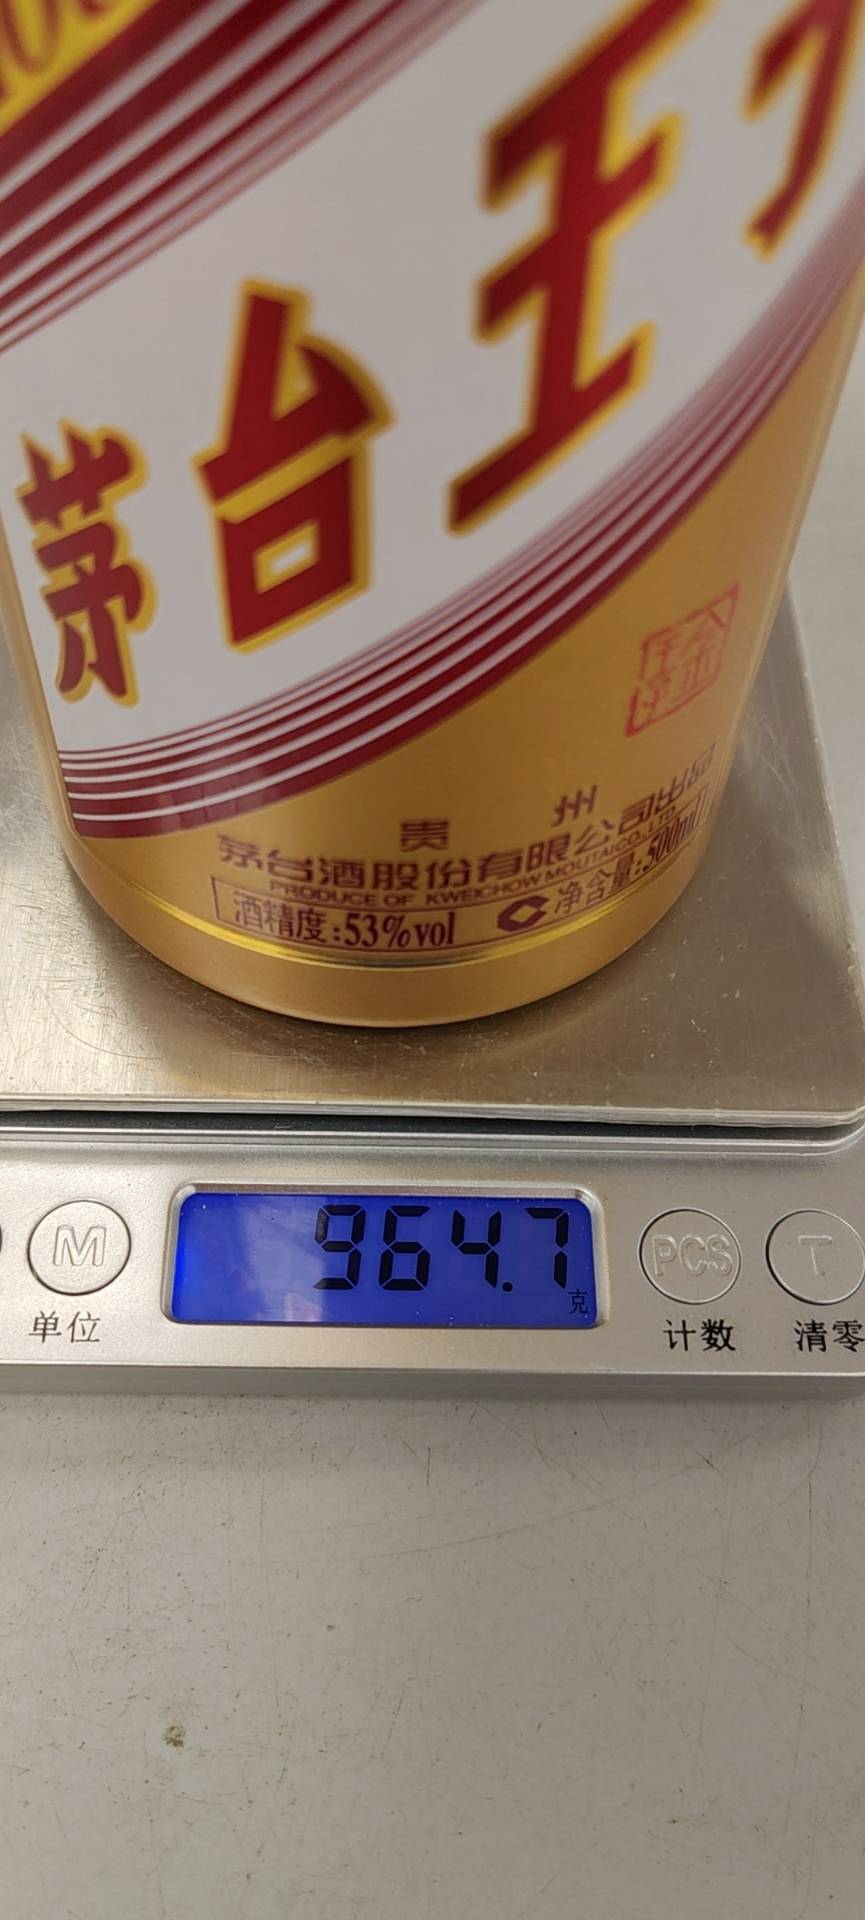 茅台王
贵州
茅台酒股份有限公司出品
PRODUCE OF KWEICHOW MOUTAI CO., LTD
酒精度:53%vol
净含量:500ml
964.7
克
M
PCS
T
单位
计数
清零